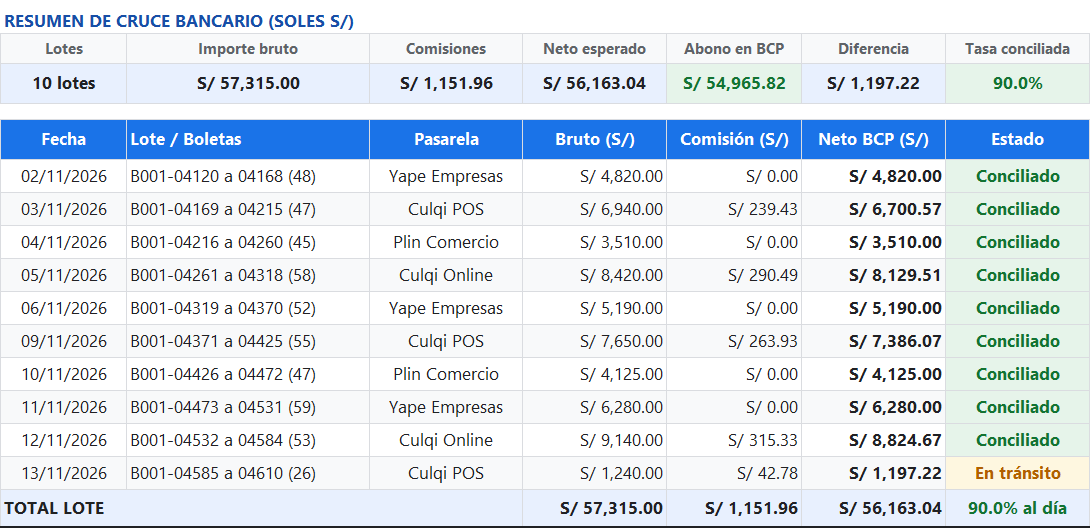 RESUMEN DE CRUCE BANCARIO (SOLES S/)
Lotes Importe bruto Comisiones Neto esperado Abono en BCP Diferencia Tasa conciliada
10 lotes S/ 57,315.00 S/ 1,151.96 S/ 56,163.04 S/ 54,965.82 S/ 1,197.22 90.0%
Fecha Lote / Boletas Pasarela Bruto (S/) Comisión (S/) Neto BCP (S/) Estado
02/11/2026 B001-04120 a 04168 (48) Yape Empresas S/ 4,820.00 S/ 0.00 S/ 4,820.00 Conciliado
03/11/2026 B001-04169 a 04215 (47) Culqi POS S/ 6,940.00 S/ 239.43 S/ 6,700.57 Conciliado
04/11/2026 B001-04216 a 04260 (45) Plin Comercio S/ 3,510.00 S/ 0.00 S/ 3,510.00 Conciliado
05/11/2026 B001-04261 a 04318 (58) Culqi Online S/ 8,420.00 S/ 290.49 S/ 8,129.51 Conciliado
06/11/2026 B001-04319 a 04370 (52) Yape Empresas S/ 5,190.00 S/ 0.00 S/ 5,190.00 Conciliado
09/11/2026 B001-04371 a 04425 (55) Culqi POS S/ 7,650.00 S/ 263.93 S/ 7,386.07 Conciliado
10/11/2026 B001-04426 a 04472 (47) Plin Comercio S/ 4,125.00 S/ 0.00 S/ 4,125.00 Conciliado
11/11/2026 B001-04473 a 04531 (59) Yape Empresas S/ 6,280.00 S/ 0.00 S/ 6,280.00 Conciliado
12/11/2026 B001-04532 a 04584 (53) Culqi Online S/ 9,140.00 S/ 315.33 S/ 8,824.67 Conciliado
13/11/2026 B001-04585 a 04610 (26) Culqi POS S/ 1,240.00 S/ 42.78 S/ 1,197.22 En tránsito
TOTAL LOTE S/ 57,315.00 S/ 1,151.96 S/ 56,163.04 90.0% al día